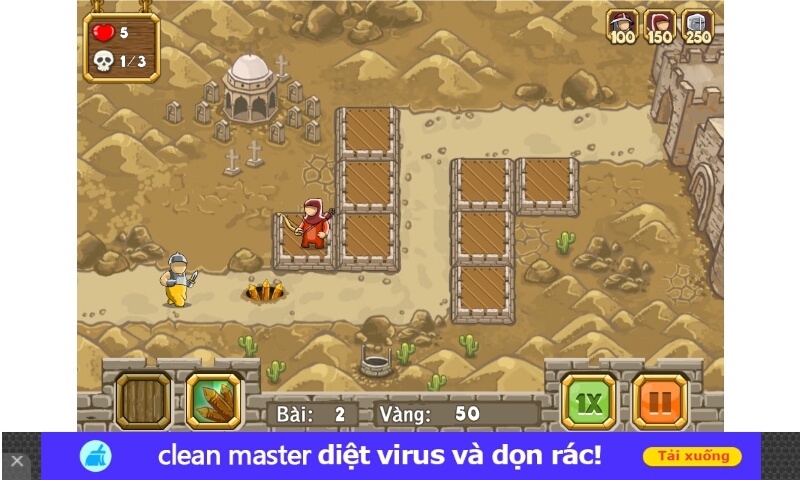 5
1/3
100 150 250
1X
Bài: 2 Vàng: 50
clean master diệt virus và dọn rác!
Tải xuống